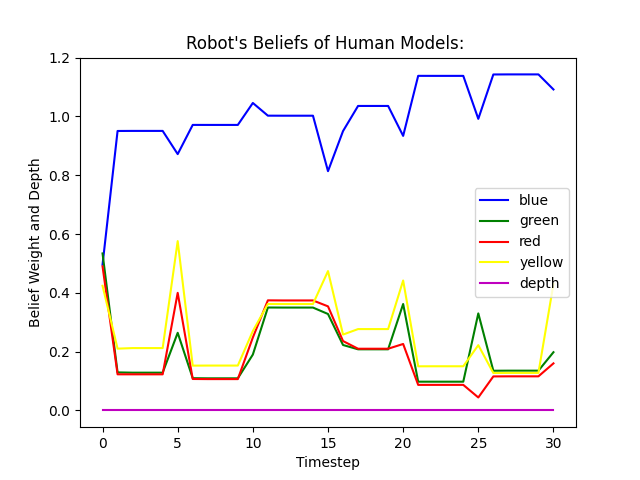 Robot's Beliefs of Human Models:
1.2
1.0
0.8
0.6
0.4
0.2
0.0
Belief Weight and Depth
blue
green
red
yellow
depth
0 5 10 15 20 25 30
Timestep